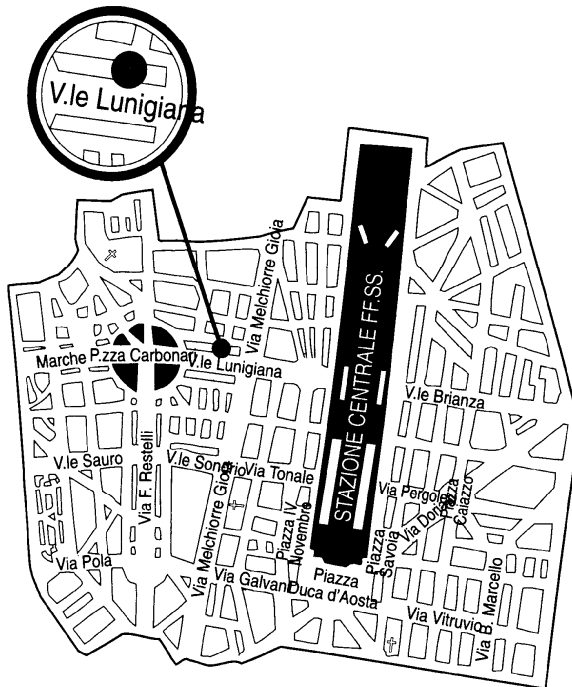 V.le Lunigiana
Via Melchiorre Gioia
STAZIONE CENTRALE FF.SS.
Marche
P.zza Carbonari
V.le Lunigiana
V.le Brianza
V.le Sauro
Via F. Restelli
V.le Sondrio
Via Tonale
Via Melchiorre Gioia
Piazza IV
Novembre
Via Pergolesi
Via Donatello
Piazza
Caiazzo
Via Pola
Via Galvani
Piazza
Duca d'Aosta
Piazza
Savoia
Via Vitruvio
Via B. Marcello